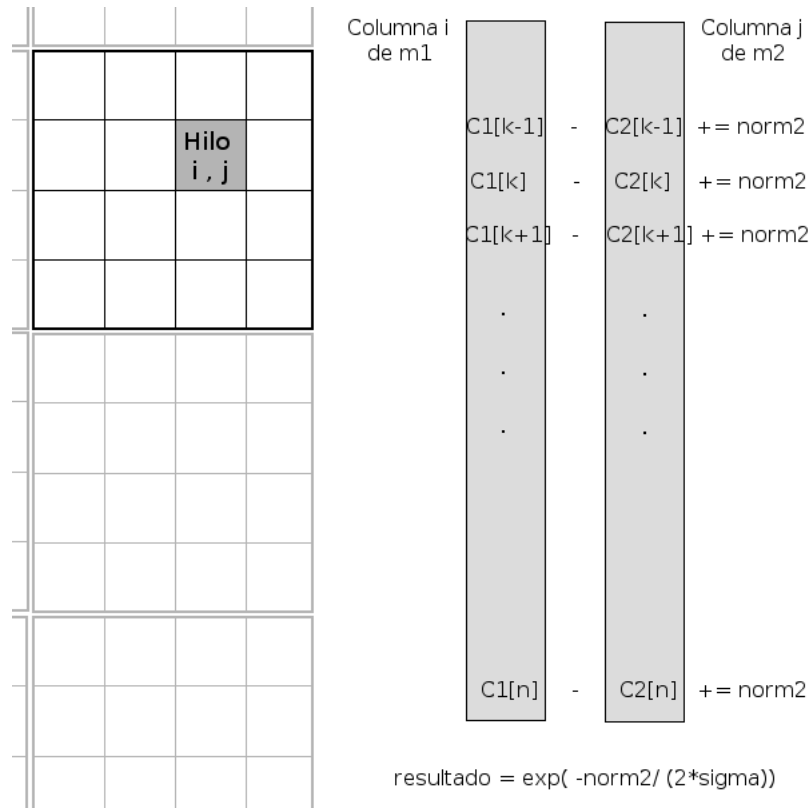 Columna i
de m1
Columna j
de m2
Hilo
i , j
C1[k-1] - C2[k-1] += norm2
C1[k] - C2[k] += norm2
C1[k+1] - C2[k+1] += norm2
. .
. .
. .
C1[n] - C2[n] += norm2
resultado = exp( -norm2/ (2*sigma))